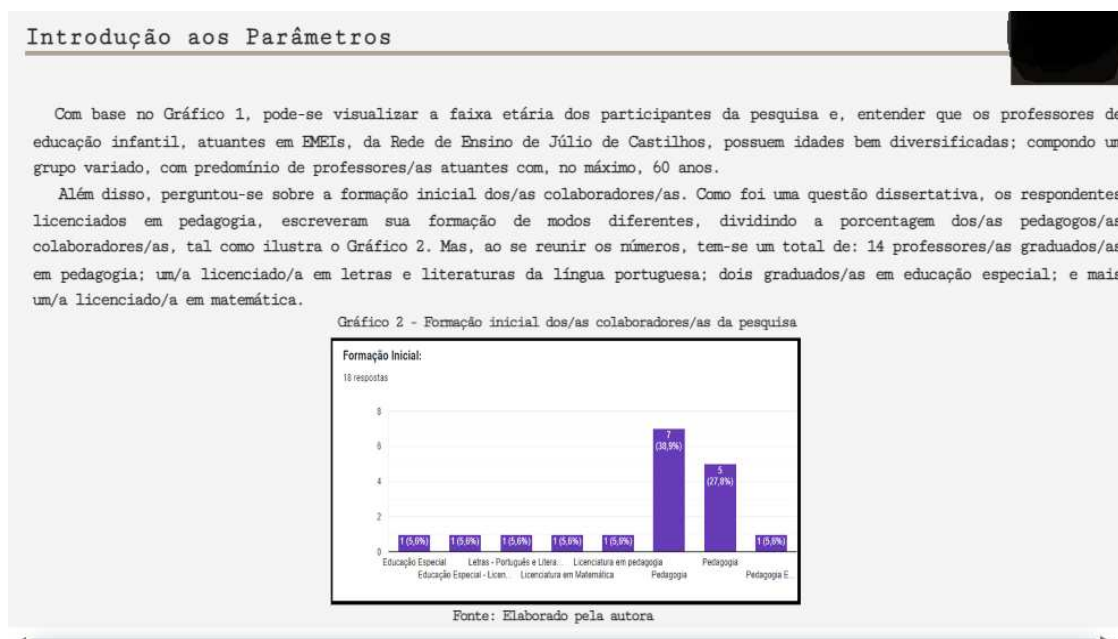 Introdução aos Parâmetros
Com base no Gráfico 1, pode-se visualizar a faixa etária dos participantes da pesquisa e, entender que os professores de
educação infantil, atuantes em EMEIs, da Rede de Ensino de Júlio de Castilhos, possuem idades bem diversificadas; compondo um
grupo variado, com predomínio de professores/as atuantes com, no máximo, 60 anos.
Além disso, perguntou-se sobre a formação inicial dos/as colaboradores/as. Como foi uma questão dissertativa, os respondentes
licenciados em pedagogia, escreveram sua formação de modos diferentes, dividindo a porcentagem dos/as pedagogos/as
colaboradores/as, tal como ilustra o Gráfico 2. Mas, ao se reunir os números, tem-se um total de: 14 professores/as graduados/as
em pedagogia; um/a licenciado/a em letras e literaturas da língua portuguesa; dois graduados/as em educação especial; e mais
um/a licenciado/a em matemática.
Gráfico 2 - Formação inicial dos/as colaboradores/as da pesquisa
Formação Inicial:
18 respostas
8
6
4
2
0
1 (5,6%)
1 (5,6%)
1 (5,6%)
1 (5,6%)
1 (5,6%)
7
(38,9%)
5
(27,8%)
1 (5,6%)
Educação Especial
Educação Especial - Licen...
Letras - Português e Litera...
Licenciatura em Matemática
Licenciatura em pedagogia
Pedagogia
Pedagogia
Pedagogia E...
Fonte: Elaborado pela autora